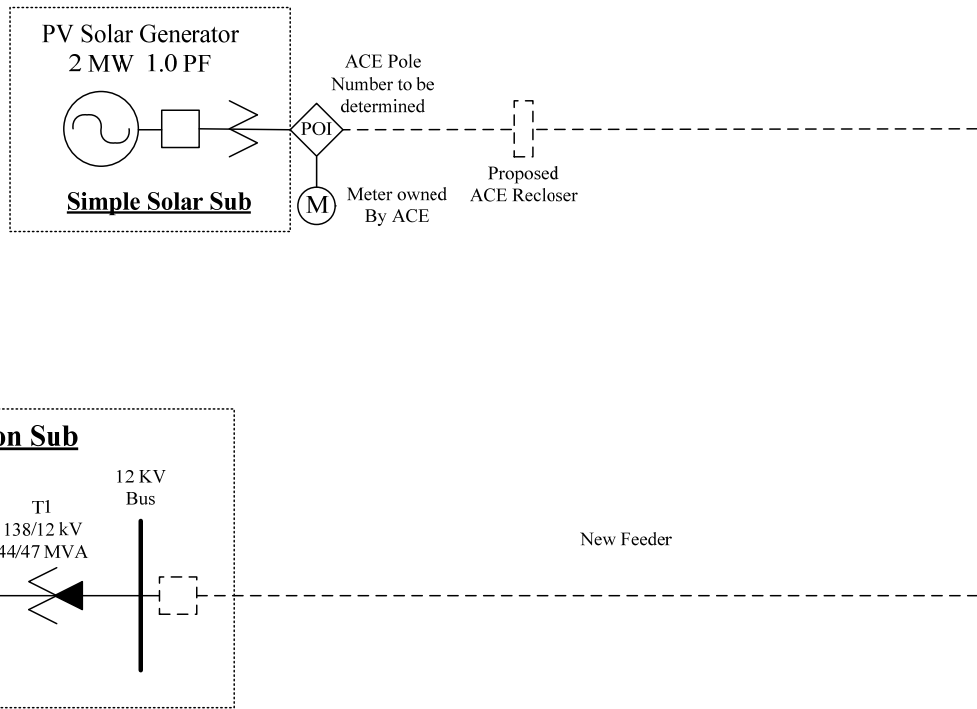 PV Solar Generator
2 MW 1.0 PF
ACE Pole
Number to be
determined
POI
Proposed
ACE Recloser
Simple Solar Sub
M
Meter owned
By ACE
on Sub
12 KV
Bus
T1
138/12 kV
44/47 MVA
New Feeder